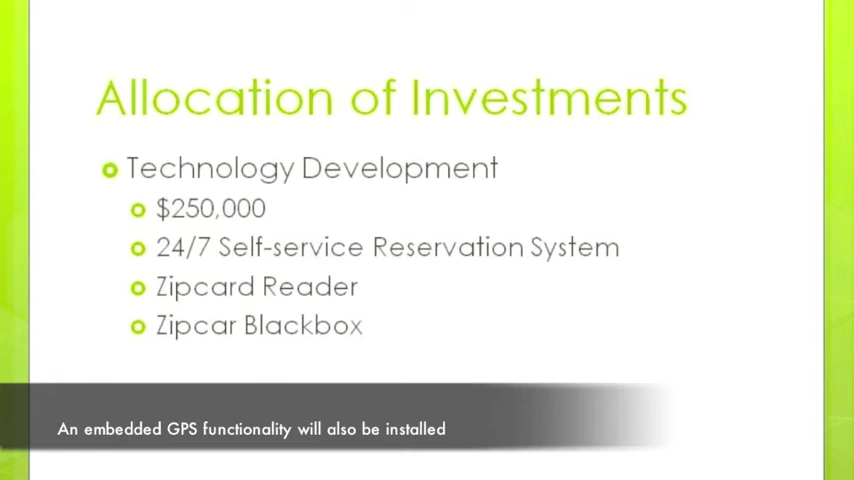 Allocation of Investments
Technology Development
$250,000
24/7 Self-service Reservation System
Zipcard Reader
Zipcar Blackbox
An embedded GPS functionality will also be installed